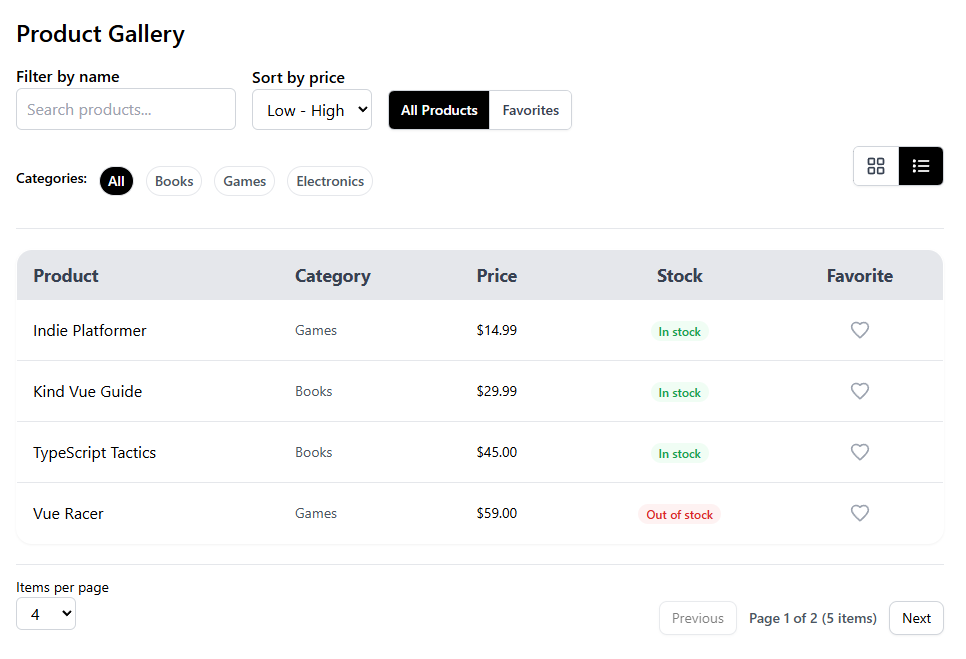 Product Gallery
Filter by name
Sort by price
Search products...
Low - High
All Products
Favorites
Categories:
All
Books
Games
Electronics
Product Category Price Stock Favorite
Indie Platformer Games $14.99 In stock
Kind Vue Guide Books $29.99 In stock
TypeScript Tactics Books $45.00 In stock
Vue Racer Games $59.00 Out of stock
Items per page
4
Previous
Page 1 of 2 (5 items)
Next